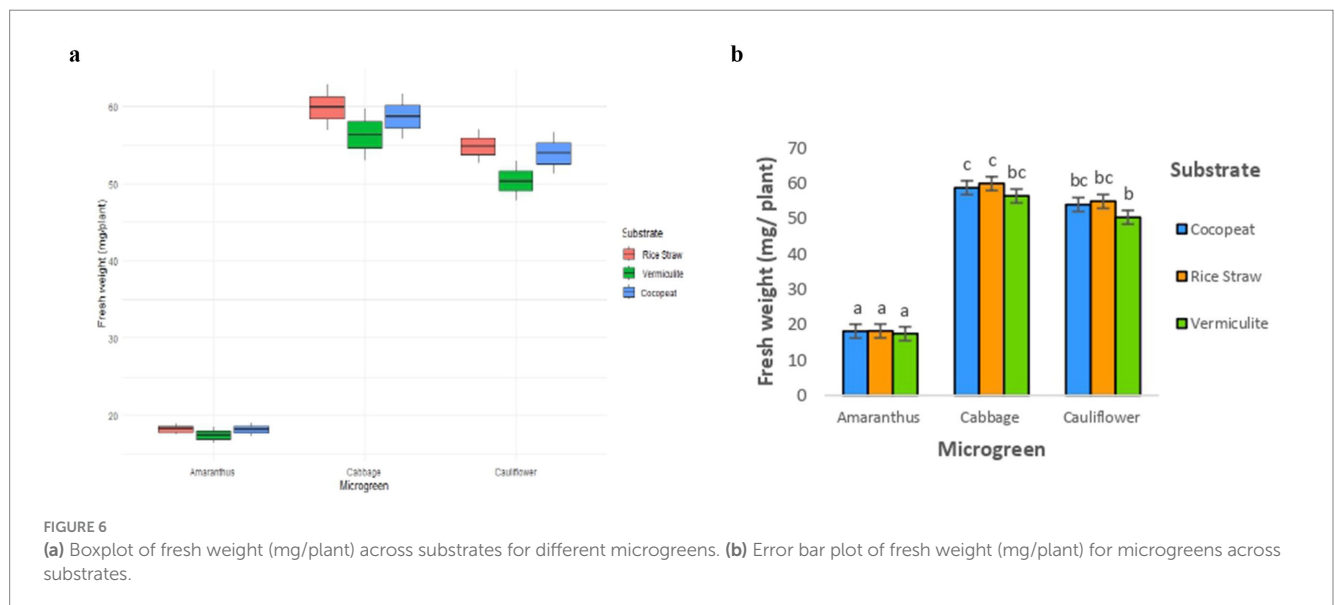 a
Fresh weight (mg/plant)
60
50
40
30
20
Amaranthus
Cabbage
Cauliflower
Microgreen
Substrate
Rice Straw
Vermiculite
Cocopeat
b
Fresh weight (mg/ plant)
70
60
50
40
30
20
10
0
a a a
c c bc
bc bc b
Amaranthus
Cabbage
Cauliflower
Microgreen
Substrate
Cocopeat
Rice Straw
Vermiculite
FIGURE 6
(a) Boxplot of fresh weight (mg/plant) across substrates for different microgreens. (b) Error bar plot of fresh weight (mg/plant) for microgreens across
substrates.